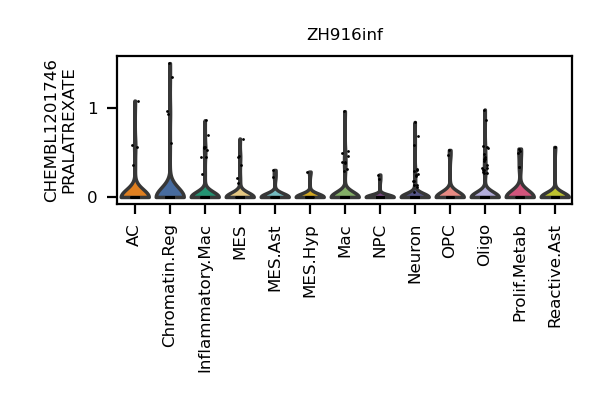 ZH916inf
CHEMBL1201746
PRALATREXATE
1
0
AC
Chromatin.Reg
Inflammatory.Mac
MES
MES.Ast
MES.Hyp
Mac
NPC
Neuron
OPC
Oligo
Prolif.Metab
Reactive.Ast